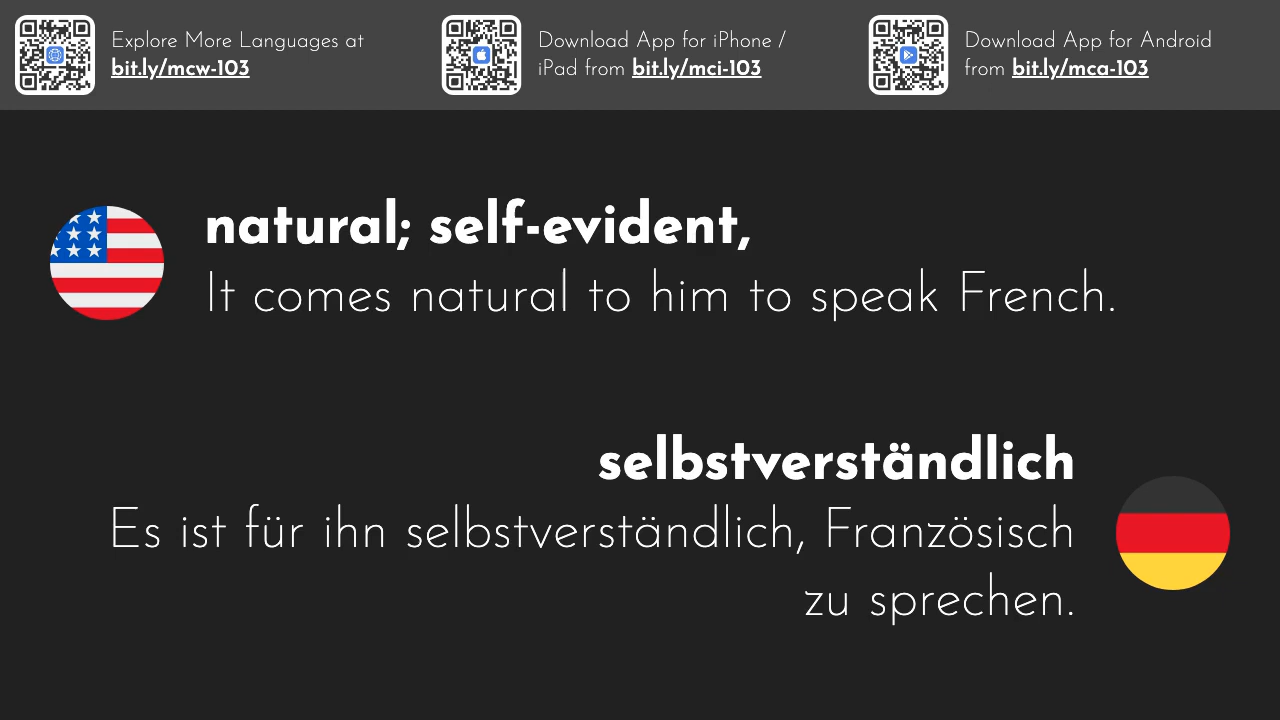 Explore More Languages at
bit.ly/mcw-103
Download App for iPhone /
iPad from bit.ly/mci-103
Download App for Android
from bit.ly/mca-103
natural; self-evident,
It comes natural to him to speak French.
selbstverständlich
Es ist für ihn selbstverständlich, Französisch
zu sprechen.